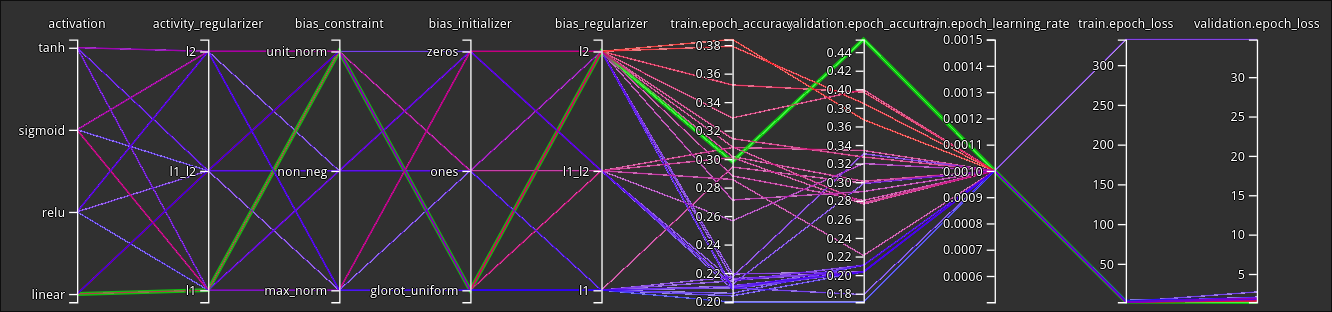 activation
activity_regularizer
bias_constraint
bias_initializer
bias_regularizer
train.epoch_accuracy
validation.epoch_accur
train.epoch_learning_rate
train.epoch_loss
validation.epoch_loss
tanh
sigmoid
relu
linear
l2
l1_l2
l1
unit_norm
non_neg
max_norm
zeros
ones
glorot_uniform
l2
l1_l2
l1
0.38
0.36
0.34
0.32
0.30
0.28
0.26
0.24
0.22
0.20
0.44
0.42
0.40
0.38
0.36
0.34
0.32
0.30
0.28
0.26
0.24
0.22
0.20
0.18
0.0015
0.0014
0.0013
0.0012
0.0011
0.0010
0.0009
0.0008
0.0007
0.0006
300
250
200
150
100
50
30
25
20
15
10
5